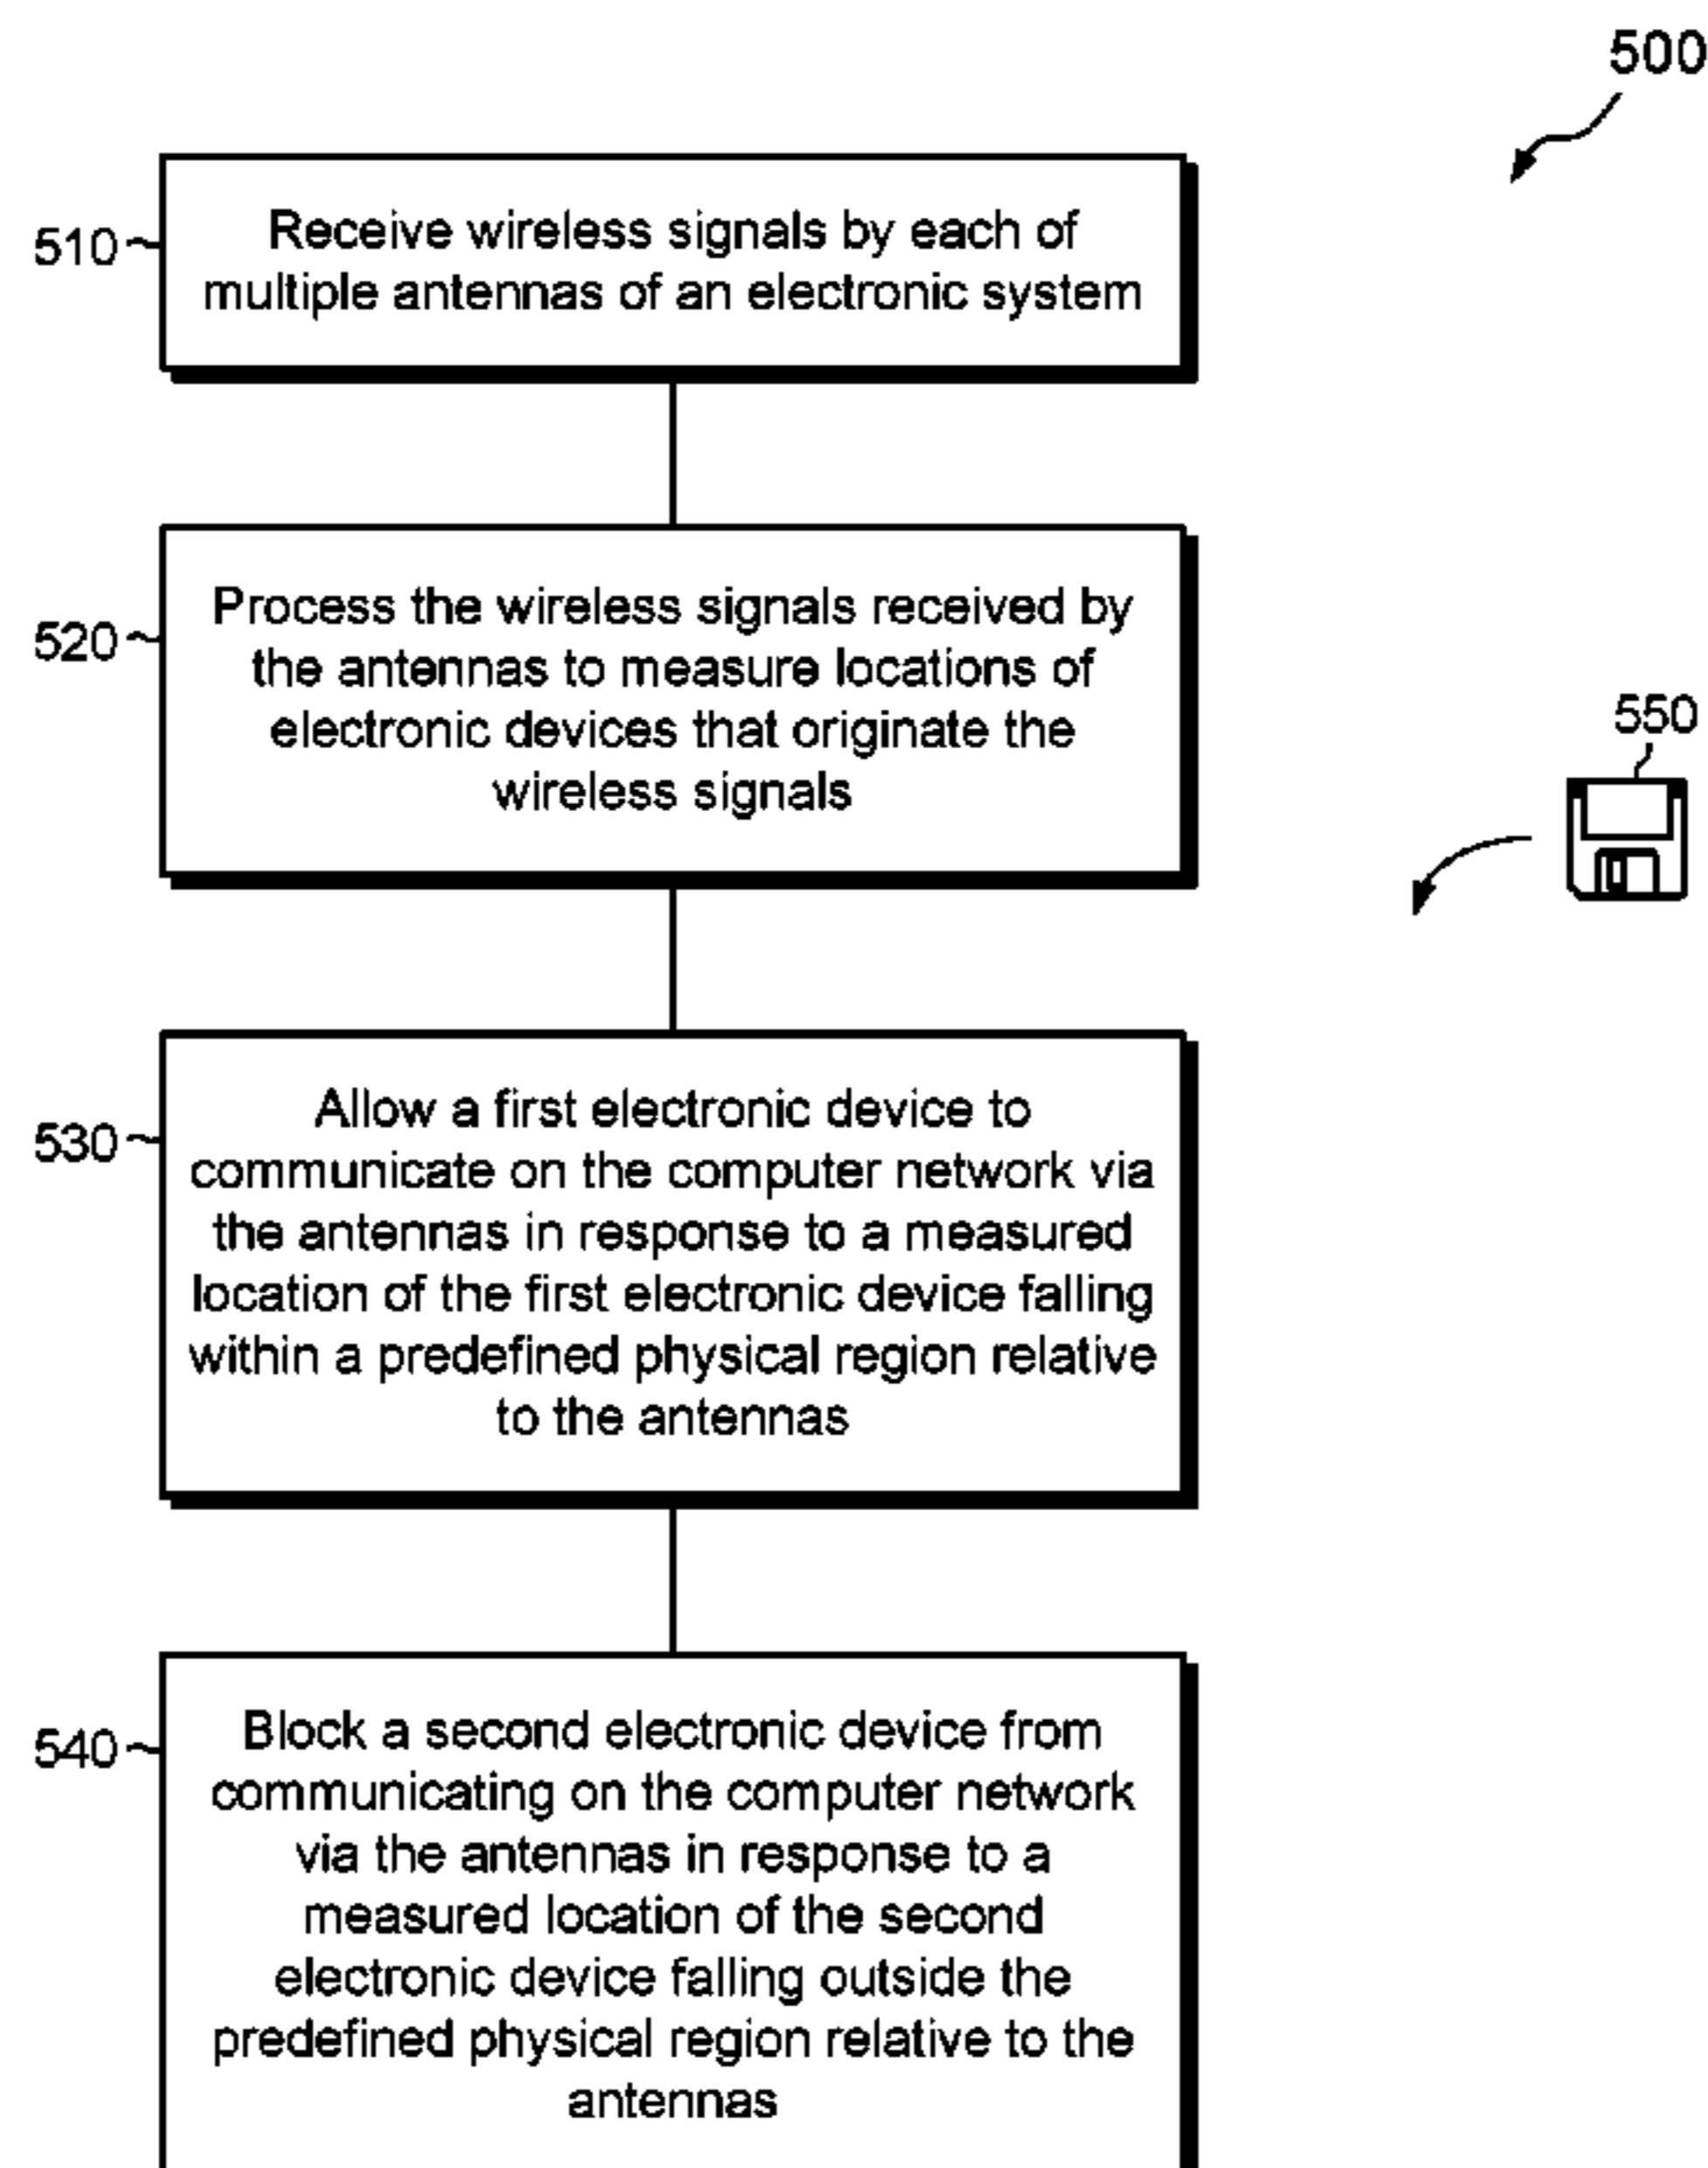 500
510
Receive wireless signals by each of
multiple antennas of an electronic system
520
Process the wireless signals received by
the antennas to measure locations of
electronic devices that originate the
wireless signals
550
530
Allow a first electronic device to
communicate on the computer network via
the antennas in response to a measured
location of the first electronic device falling
within a predefined physical region relative
to the antennas
540
Block a second electronic device from
communicating on the computer network
via the antennas in response to a
measured location of the second
electronic device falling outside the
predefined physical region relative to the
antennas